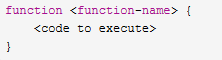 function <function-name> {
    <code to execute>
}